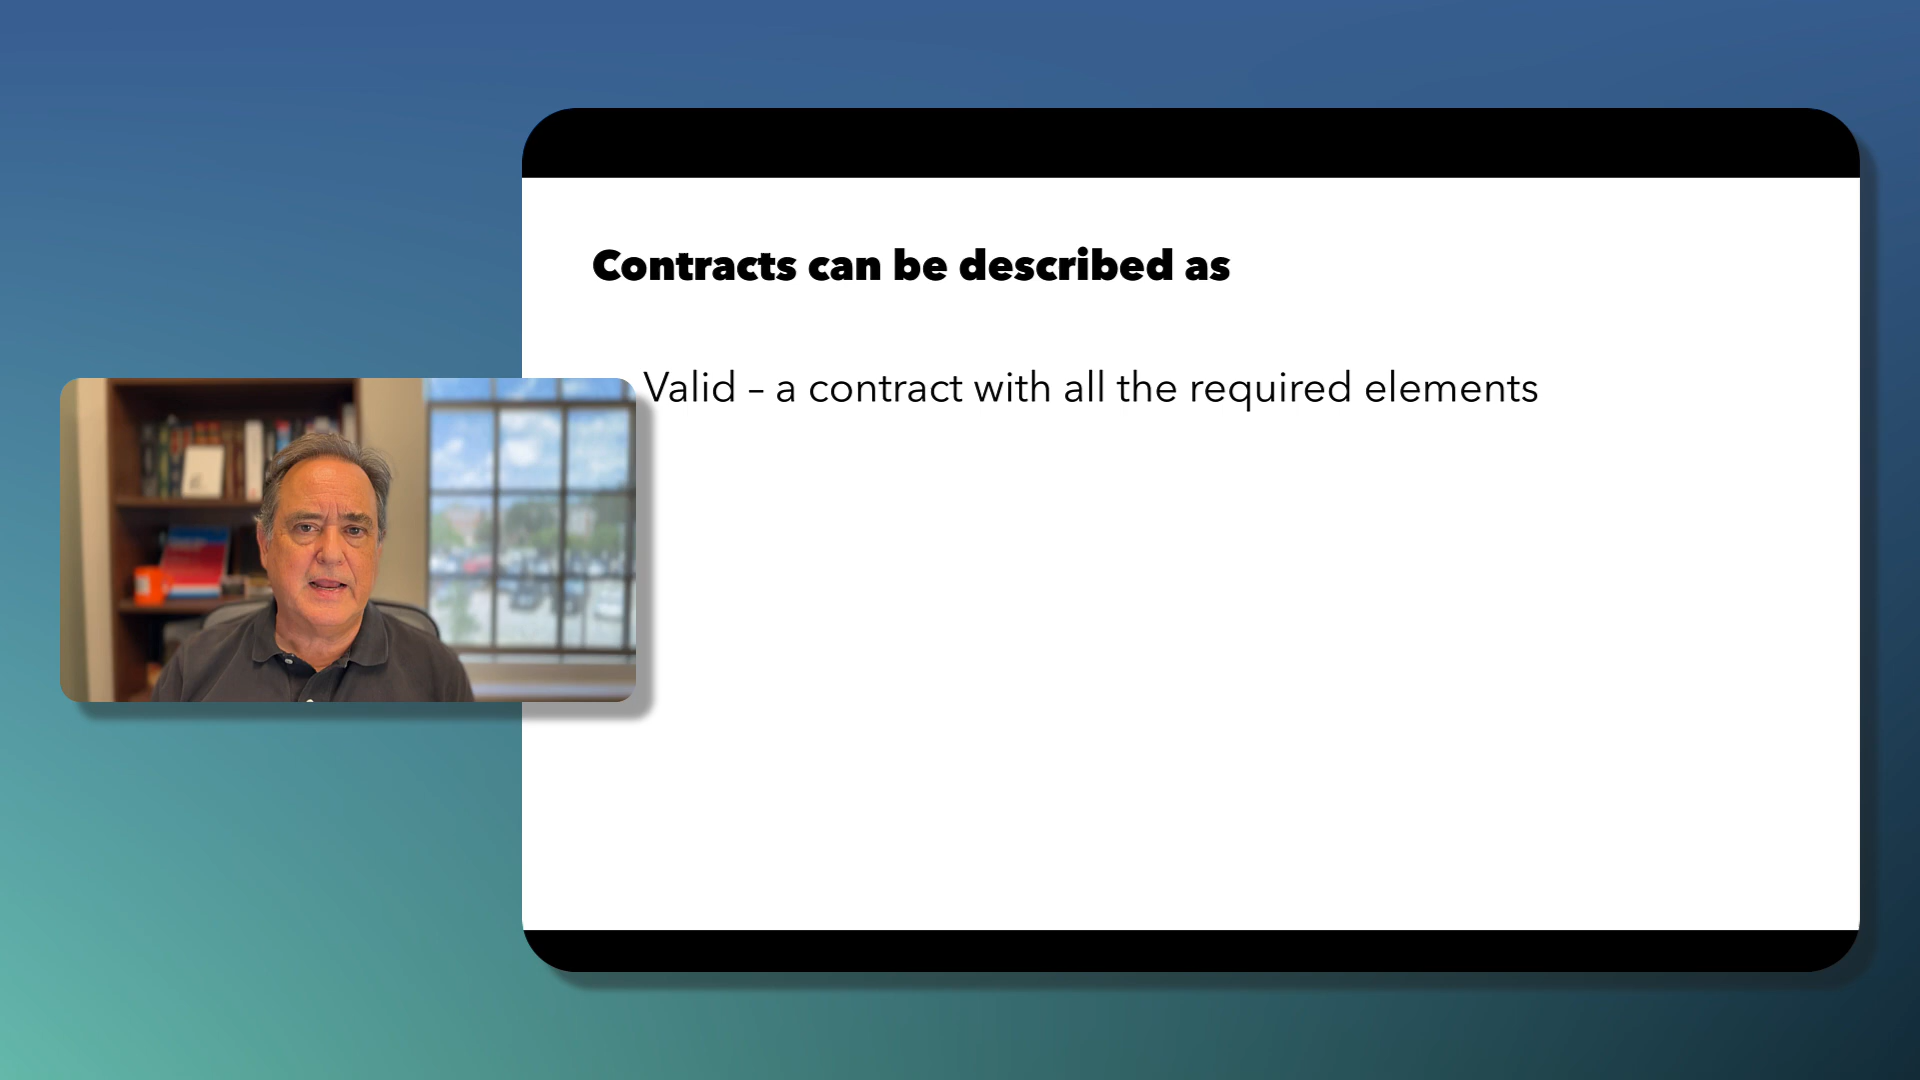 Contracts can be described as
Valid – a contract with all the required elements